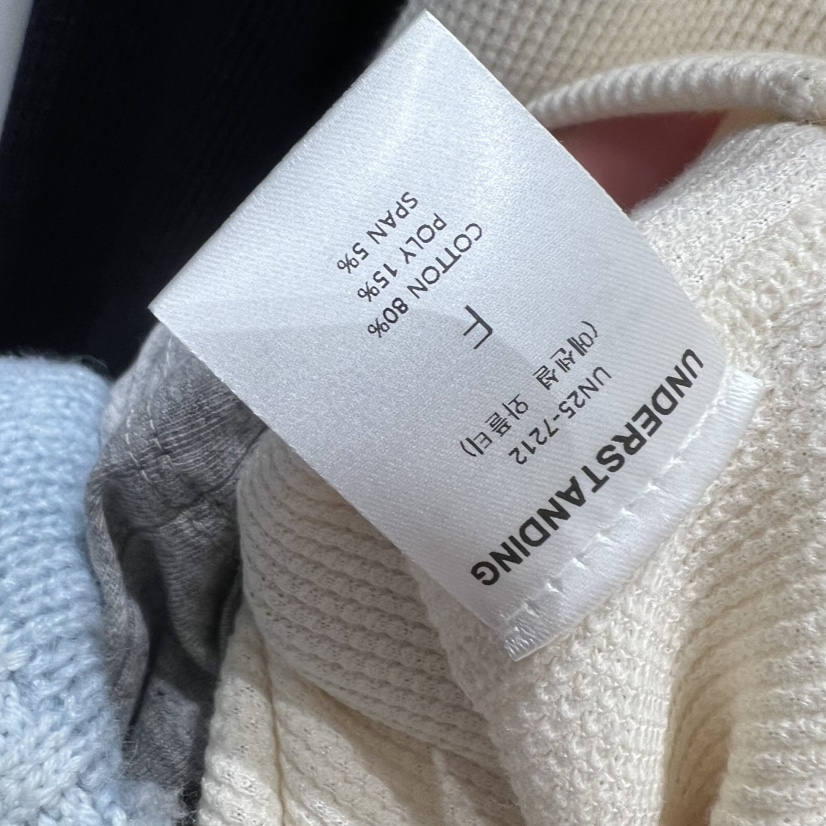 UNDERSTANDING
UN25-7212
(에센셜 와플티)
F
COTTON 80%
POLY 15%
SPAN 5%